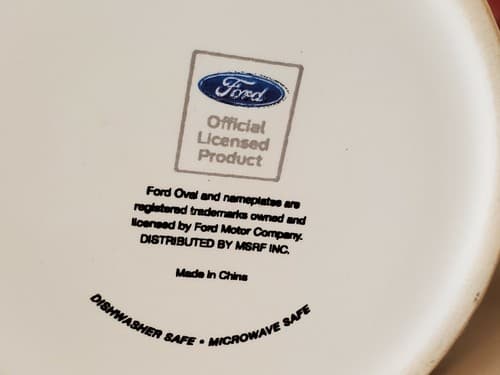 Ford
Official
Licensed
Product
Ford Oval and nameplates are
registered trademarks owned and
licensed by Ford Motor Company.
DISTRIBUTED BY MSRF INC.
Made in China
DISHWASHER SAFE • MICROWAVE SAFE